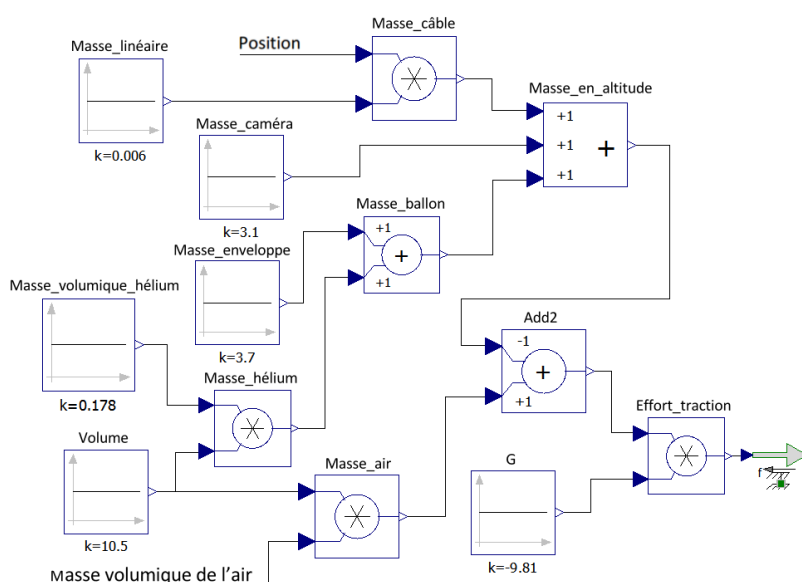 Masse_câble
Position
Masse_linéaire
k=0.006
Masse_en_altitude
+1
+1
+1
+
Masse_caméra
k=3.1
Masse_ballon
+1
+
+1
Masse_enveloppe
k=3.7
Masse_volumique_hélium
k=0.178
Masse_hélium
Add2
-1
+
+1
Effort_traction
f
Volume
k=10.5
Masse_air
G
k=-9.81
Masse volumique de l'air